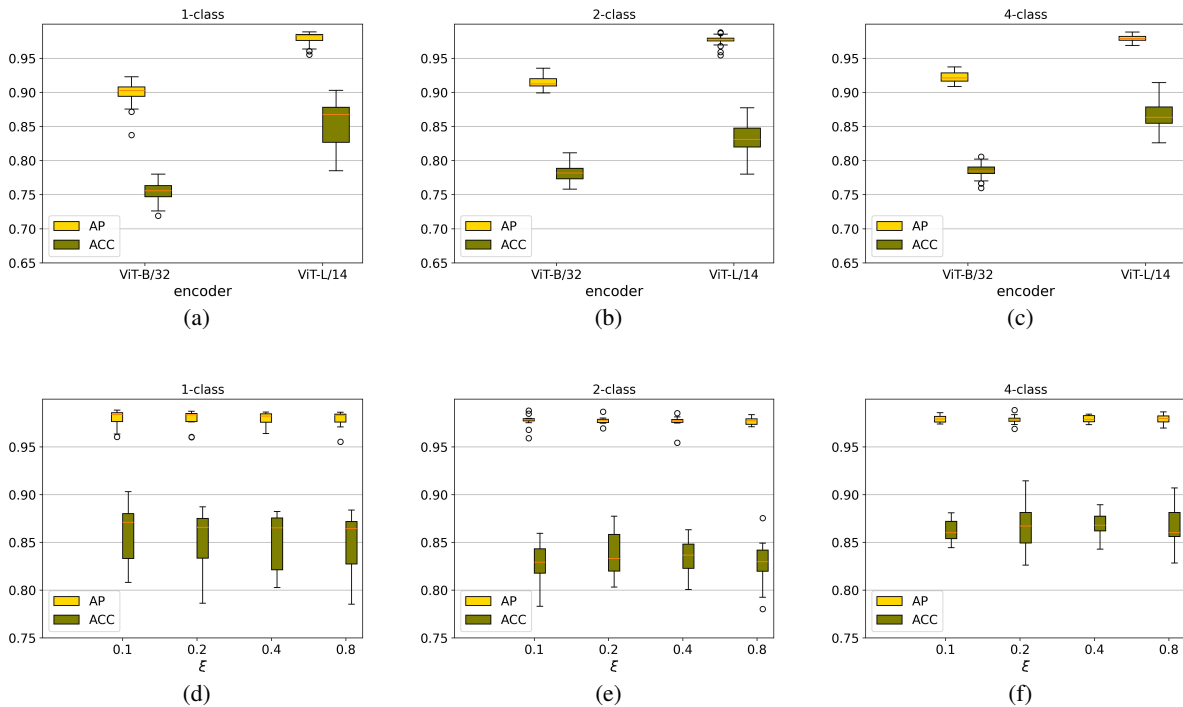 1-class
0.95
0.90
0.85
0.80
0.75
0.70
0.65
AP
ACC
ViT-B/32 ViT-L/14
encoder
(a)
2-class
0.95
0.90
0.85
0.80
0.75
0.70
0.65
AP
ACC
ViT-B/32 ViT-L/14
encoder
(b)
4-class
0.95
0.90
0.85
0.80
0.75
0.70
0.65
AP
ACC
ViT-B/32 ViT-L/14
encoder
(c)
1-class
0.95
0.90
0.85
0.80
0.75
AP
ACC
0.1 0.2 0.4 0.8
ξ
(d)
2-class
0.95
0.90
0.85
0.80
0.75
AP
ACC
0.1 0.2 0.4 0.8
ξ
(e)
4-class
0.95
0.90
0.85
0.80
0.75
AP
ACC
0.1 0.2 0.4 0.8
ξ
(f)